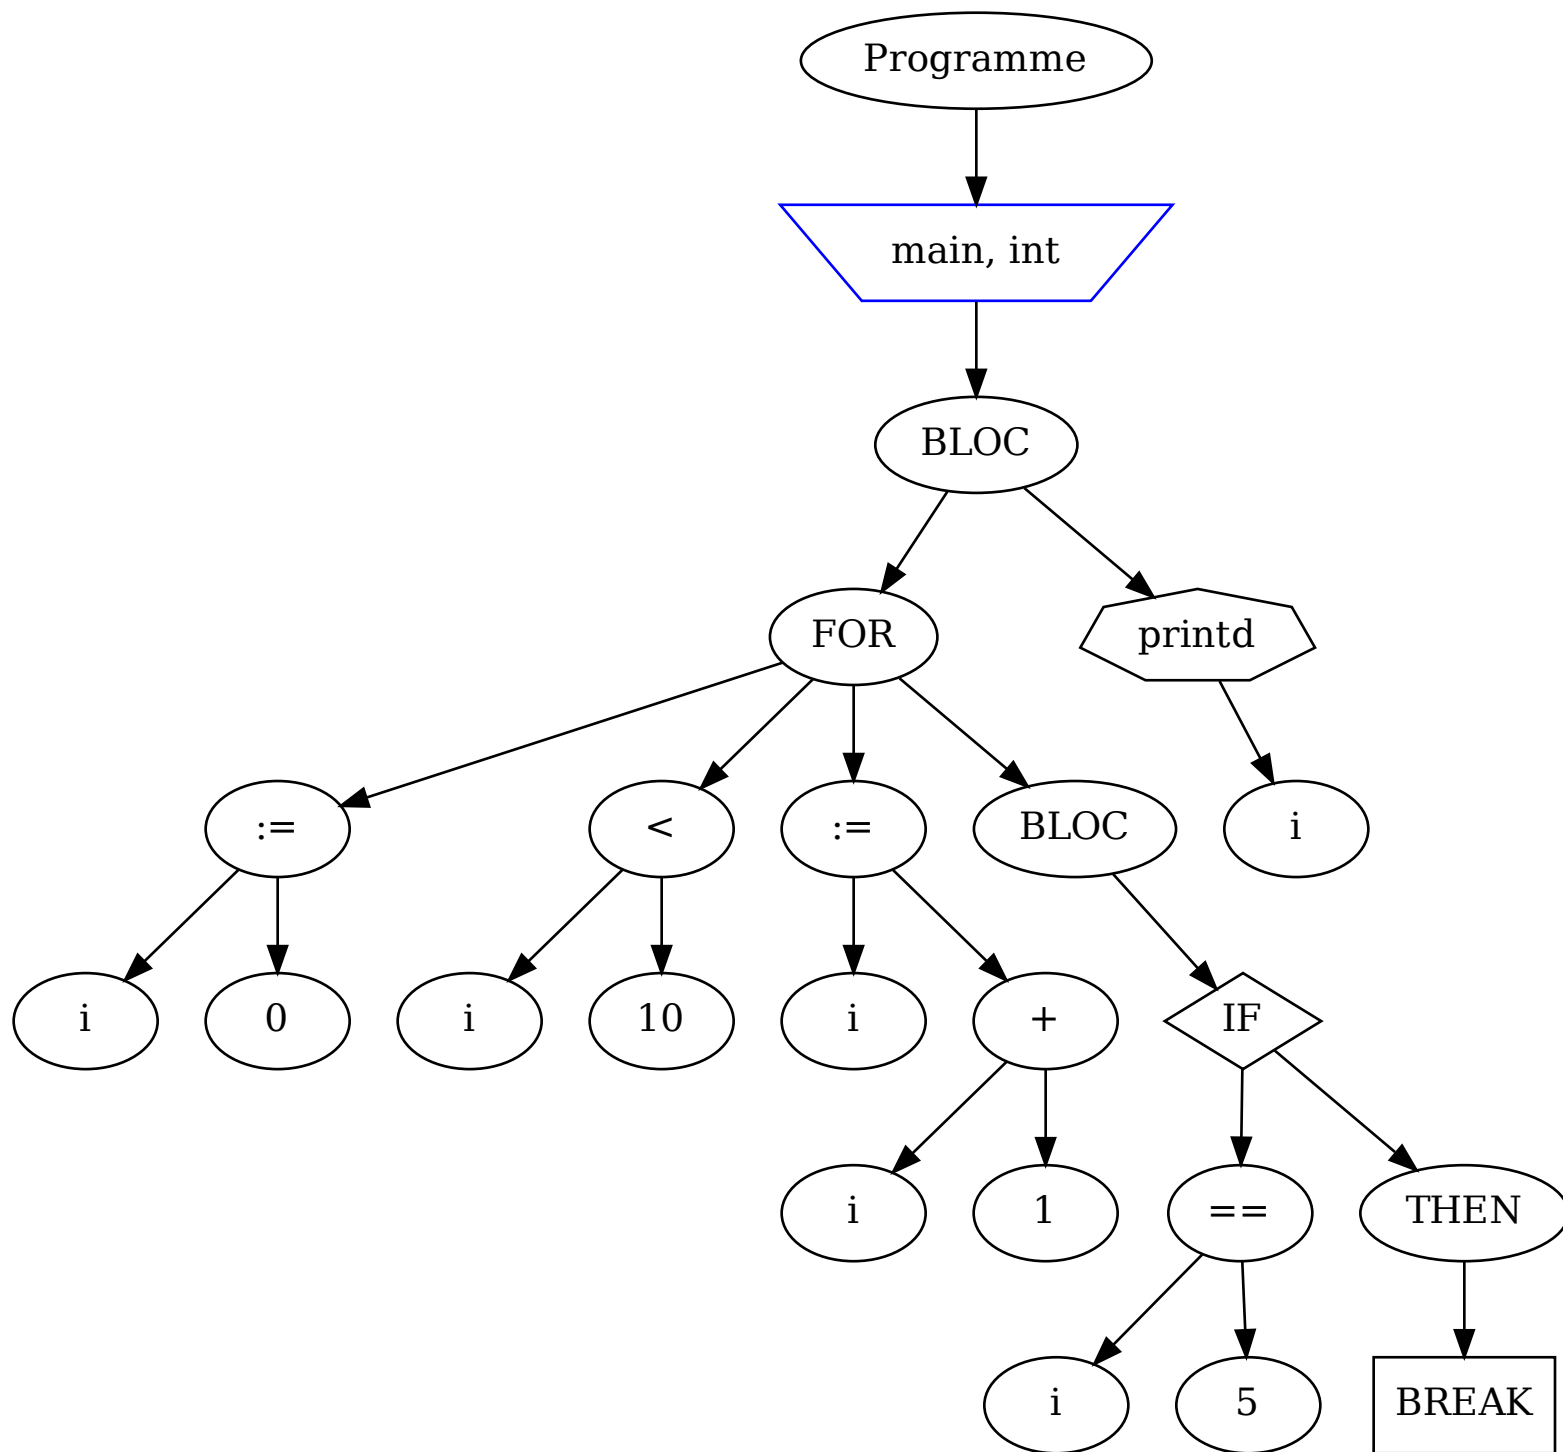 Programme
main, int
BLOC
FOR
printd
:=
<
:=
BLOC
i
i
0
i
10
i
+
IF
i
1
==
THEN
i
5
BREAK